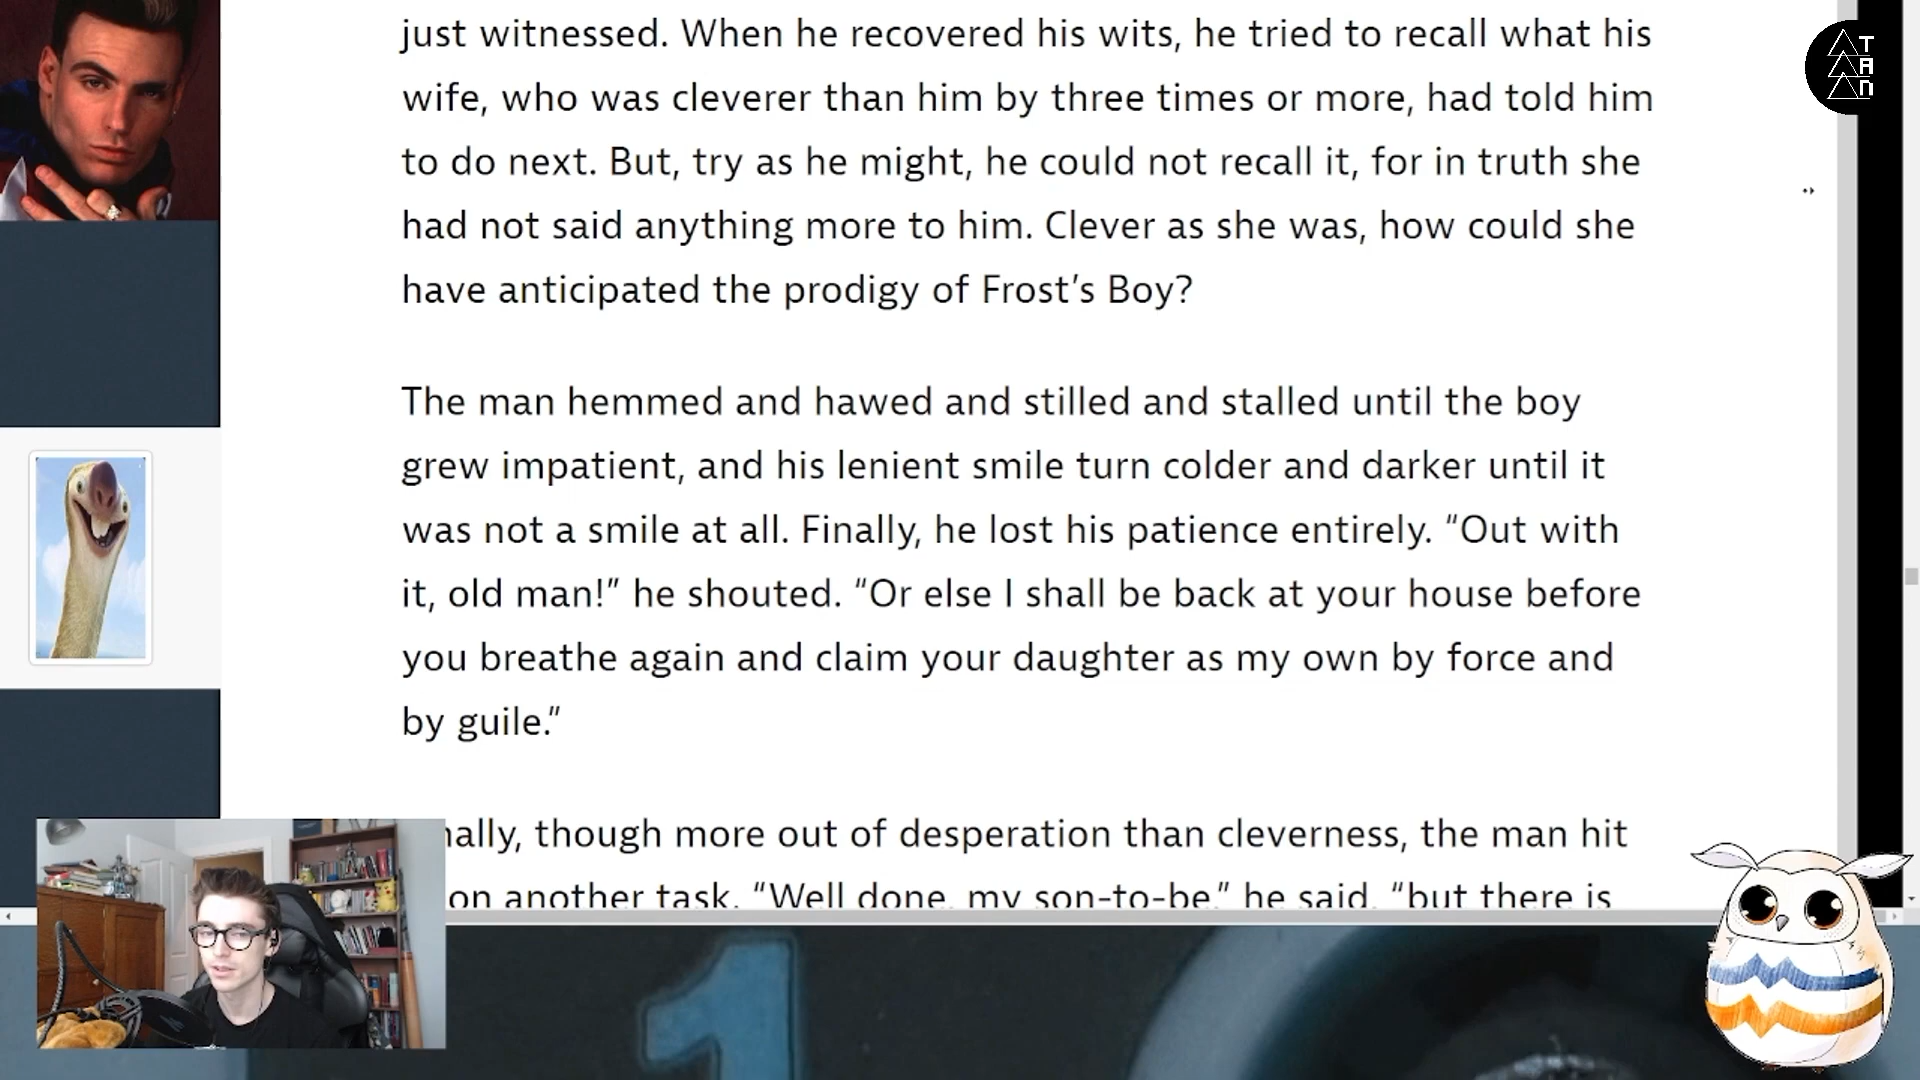 just witnessed. When he recovered his wits, he tried to recall what his
wife, who was cleverer than him by three times or more, had told him
to do next. But, try as he might, he could not recall it, for in truth she
had not said anything more to him. Clever as she was, how could she
have anticipated the prodigy of Frost’s Boy?
The man hemmed and hawed and stilled and stalled until the boy
grew impatient, and his lenient smile turn colder and darker until it
was not a smile at all. Finally, he lost his patience entirely. “Out with
it, old man!” he shouted. “Or else I shall be back at your house before
you breathe again and claim your daughter as my own by force and
by guile.”
nally, though more out of desperation than cleverness, the man hit
on another task. “Well done, my son-to-be,” he said, “but there is
TAN
1